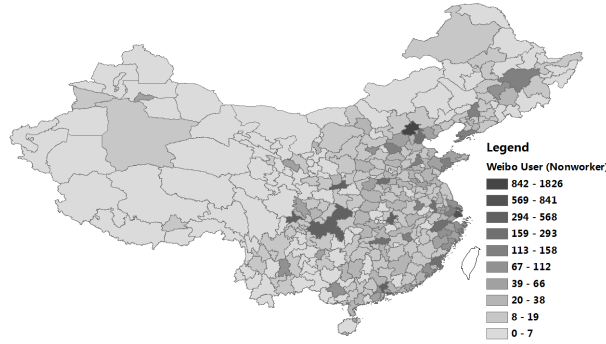 Legend
Weibo User (Nonworker)
842 - 1826
569 - 841
294 - 568
159 - 293
113 - 158
67 - 112
39 - 66
20 - 38
8 - 19
0 - 7